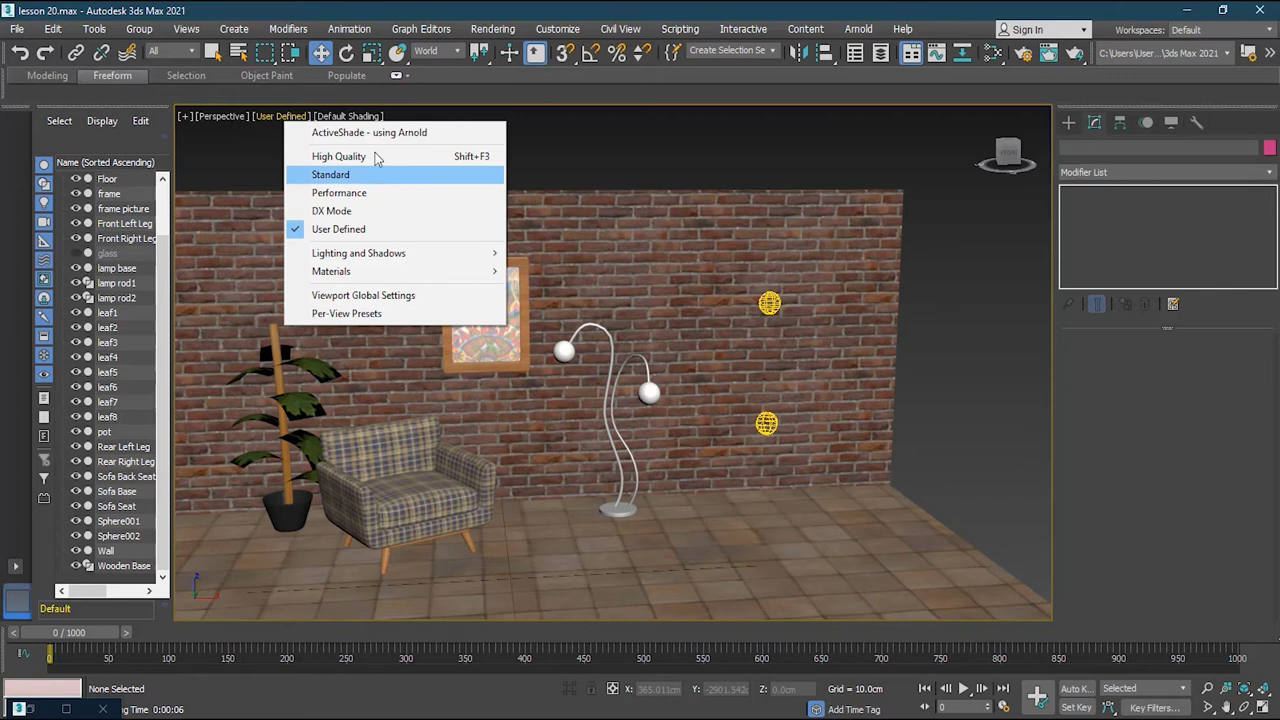 lesson 20.max - Autodesk 3ds Max 2021
File Edit Tools Group Views Create Modifiers Animation Graph Editors Rendering Customize Civil View Scripting Interactive Content Arnold Help Sign In Workspaces: Default
All World Create Selection Se C:\Users\User...ds Max 2021
Modeling Freeform Selection Object Paint Populate
Select Display Edit
Name (Sorted Ascending)
Floor
frame
frame picture
Front Left Leg
Front Right Leg
glass
lamp base
lamp rod1
lamp rod2
leaf1
leaf2
leaf3
leaf4
leaf5
leaf6
leaf7
leaf8
pot
Rear Left Leg
Rear Right Leg
Sofa Back Seat
Sofa Base
Sofa Seat
Sphere001
Sphere002
Wall
Wooden Base
Default
[+] [Perspective] [User Defined] [Default Shading]
ActiveShade - using Arnold
High Quality Shift+F3
Standard
Performance
DX Mode
User Defined
Lighting and Shadows
Materials
Viewport Global Settings
Per-View Presets
Modifier List
0 / 1000
0 50 100 150 200 250 300 350 400 450 500 550 600 650 700 750 800 850 900 950 1000
None Selected X: 365.011cm Y: -2901.542c Z: 0.0cm Grid = 10.0cm Auto K... Selected
ng Time: 0:00:06 Add Time Tag 0 Set Key Key Filters...